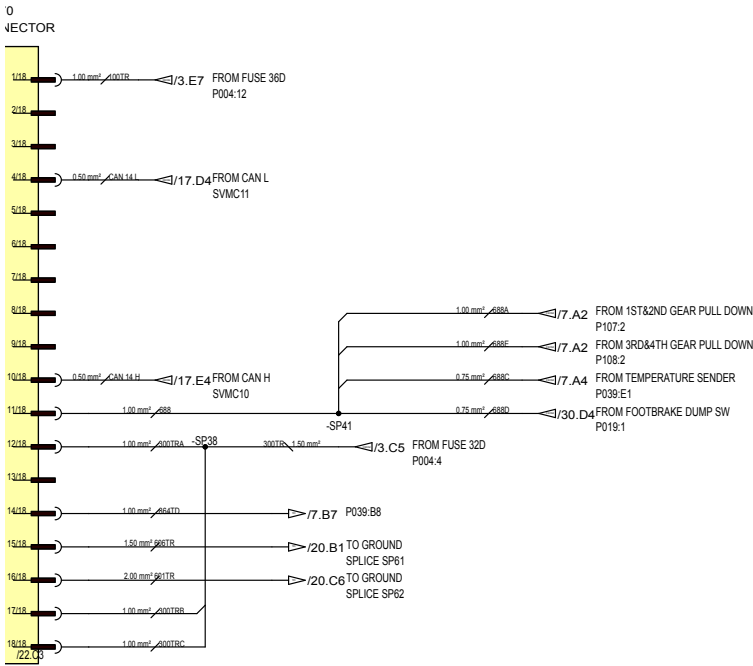 '0
NECTOR
1/18 1.00 mm² 100TR /3.E7 FROM FUSE 36D
P004:12
2/18
3/18
4/18 0.50 mm² CAN 14 L /17.D4 FROM CAN L
SVMC11
5/18
6/18
7/18
8/18 1.00 mm² 688A /7.A2 FROM 1ST&2ND GEAR PULL DOWN
P107:2
9/18 1.00 mm² 688E /7.A2 FROM 3RD&4TH GEAR PULL DOWN
P108:2
10/18 0.50 mm² CAN 14 H /17.E4 FROM CAN H
SVMC10
0.75 mm² 688C /7.A4 FROM TEMPERATURE SENDER
P039:E1
11/18 1.00 mm² 688 -SP41 0.75 mm² 688D /30.D4 FROM FOOTBRAKE DUMP SW
P019:1
12/18 1.00 mm² 300TRA -SP38 300TR 1.50 mm² /3.C5 FROM FUSE 32D
P004:4
13/18
14/18 1.00 mm² 864TD /7.B7 P039:B8
15/18 1.50 mm² 606TR /20.B1 TO GROUND
SPLICE SP61
16/18 2.00 mm² 601TR /20.C6 TO GROUND
SPLICE SP62
17/18 1.00 mm² 300TRB
18/18 1.00 mm² 300TRC
/22.C3